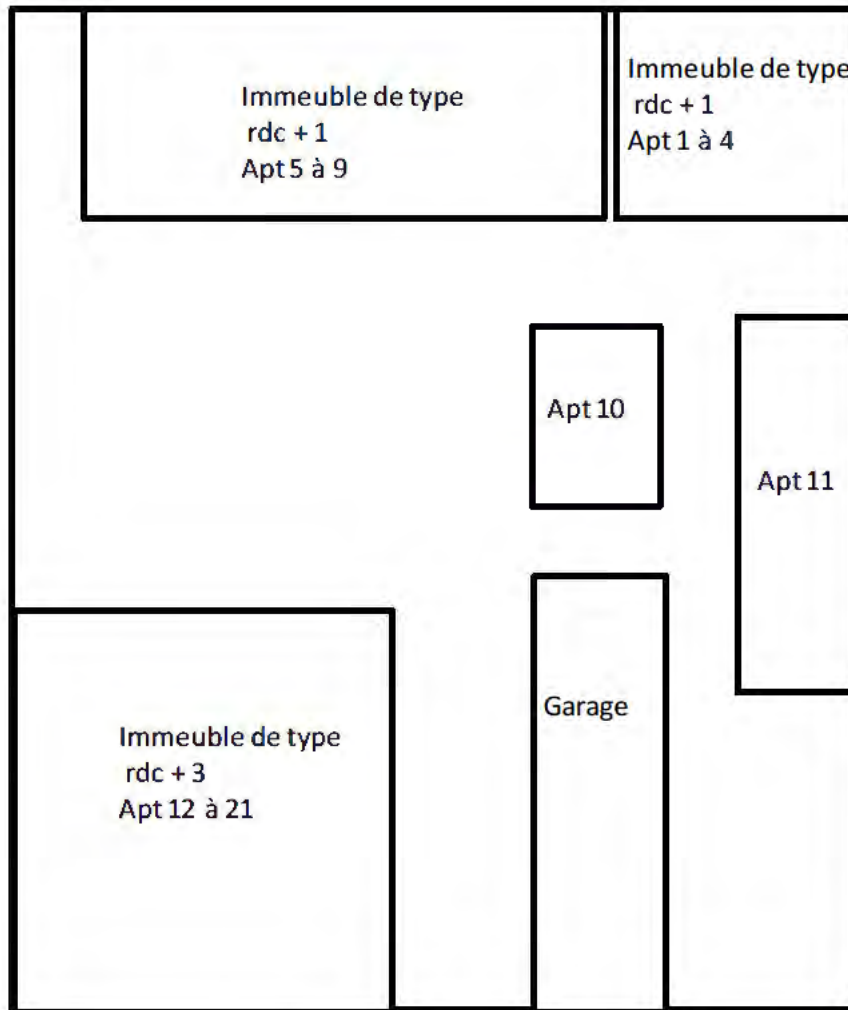 Immeuble de type
rdc + 1
Apt 5 à 9
Immeuble de type
rdc + 1
Apt 1 à 4
Apt 10
Apt 11
Garage
Immeuble de type
rdc + 3
Apt 12 à 21